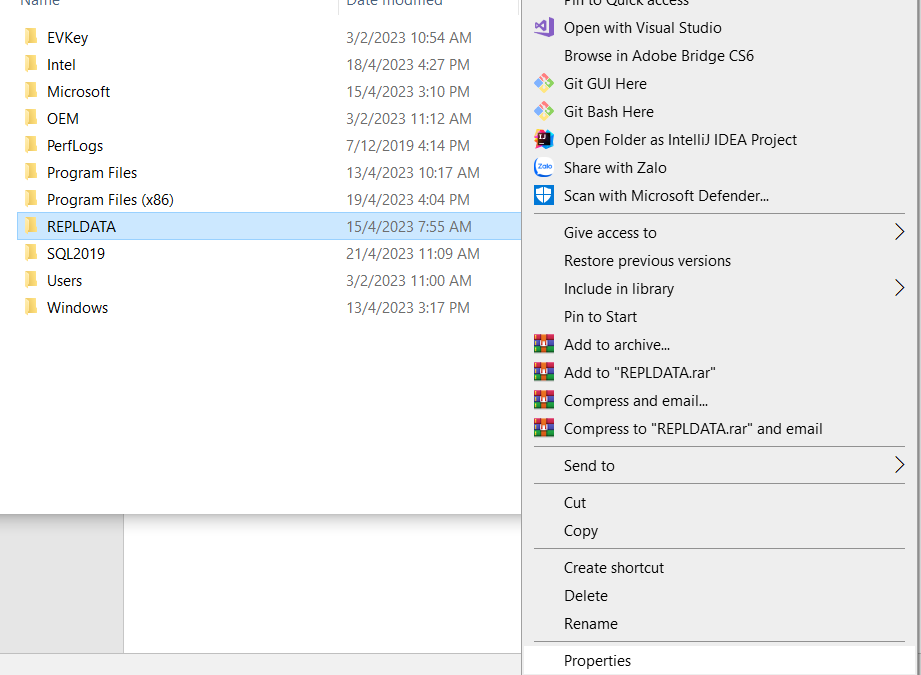 Name Date modified
EVKey 3/2/2023 10:54 AM
Intel 18/4/2023 4:27 PM
Microsoft 15/4/2023 3:10 PM
OEM 3/2/2023 11:12 AM
PerfLogs 7/12/2019 4:14 PM
Program Files 13/4/2023 10:17 AM
Program Files (x86) 19/4/2023 4:04 PM
REPLDATA 15/4/2023 7:55 AM
SQL2019 21/4/2023 11:09 AM
Users 3/2/2023 11:00 AM
Windows 13/4/2023 3:17 PM
Pin to Quick access
Open with Visual Studio
Browse in Adobe Bridge CS6
Git GUI Here
Git Bash Here
Open Folder as IntelliJ IDEA Project
Zalo
Share with Zalo
Scan with Microsoft Defender...
Give access to
Restore previous versions
Include in library
Pin to Start
Add to archive...
Add to "REPLDATA.rar"
Compress and email...
Compress to "REPLDATA.rar" and email
Send to
Cut
Copy
Create shortcut
Delete
Rename
Properties